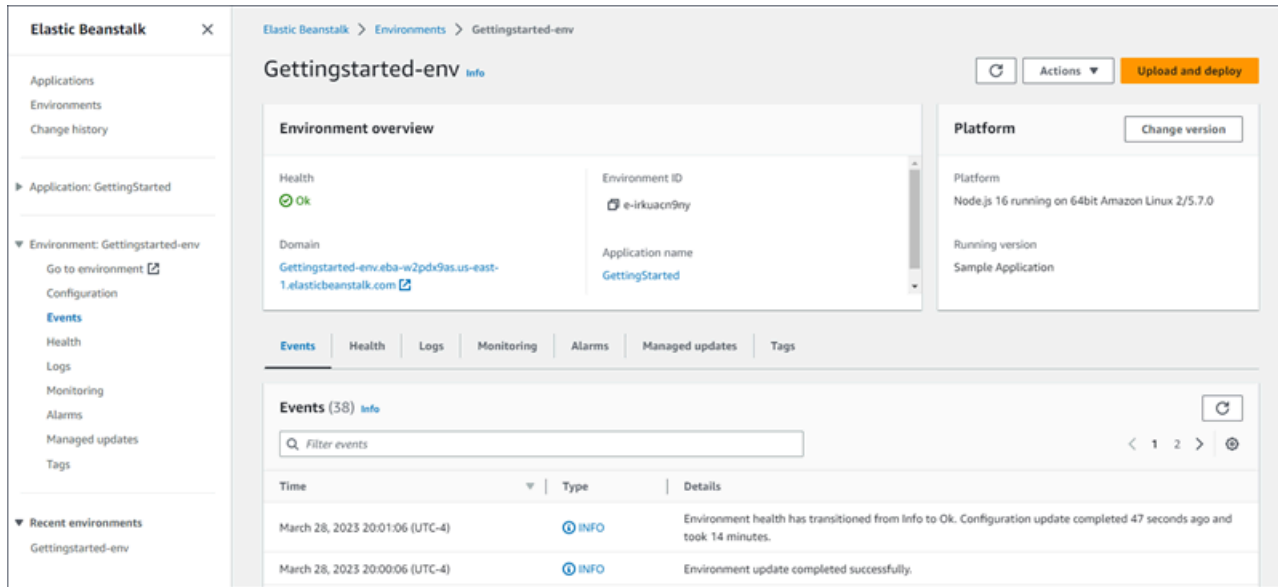 Elastic Beanstalk
Applications
Environments
Change history
Application: GettingStarted
Environment: Gettingstarted-env
Go to environment
Configuration
Events
Health
Logs
Monitoring
Alarms
Managed updates
Tags
Recent environments
Gettingstarted-env
Elastic Beanstalk > Environments > Gettingstarted-env
Gettingstarted-env Info
Actions
Upload and deploy
Environment overview
Health
Ok
Domain
Gettingstarted-env.eba-w2pdx9as.us-east-
1.elasticbeanstalk.com
Environment ID
e-irkuacn9ny
Application name
GettingStarted
Platform
Change version
Platform
Node.js 16 running on 64bit Amazon Linux 2/5.7.0
Running version
Sample Application
Events Health Logs Monitoring Alarms Managed updates Tags
Events (38) Info
Filter events
1 2
Time Type Details
March 28, 2023 20:01:06 (UTC-4) INFO Environment health has transitioned from Info to Ok. Configuration update completed 47 seconds ago and
took 14 minutes.
March 28, 2023 20:00:06 (UTC-4) INFO Environment update completed successfully.